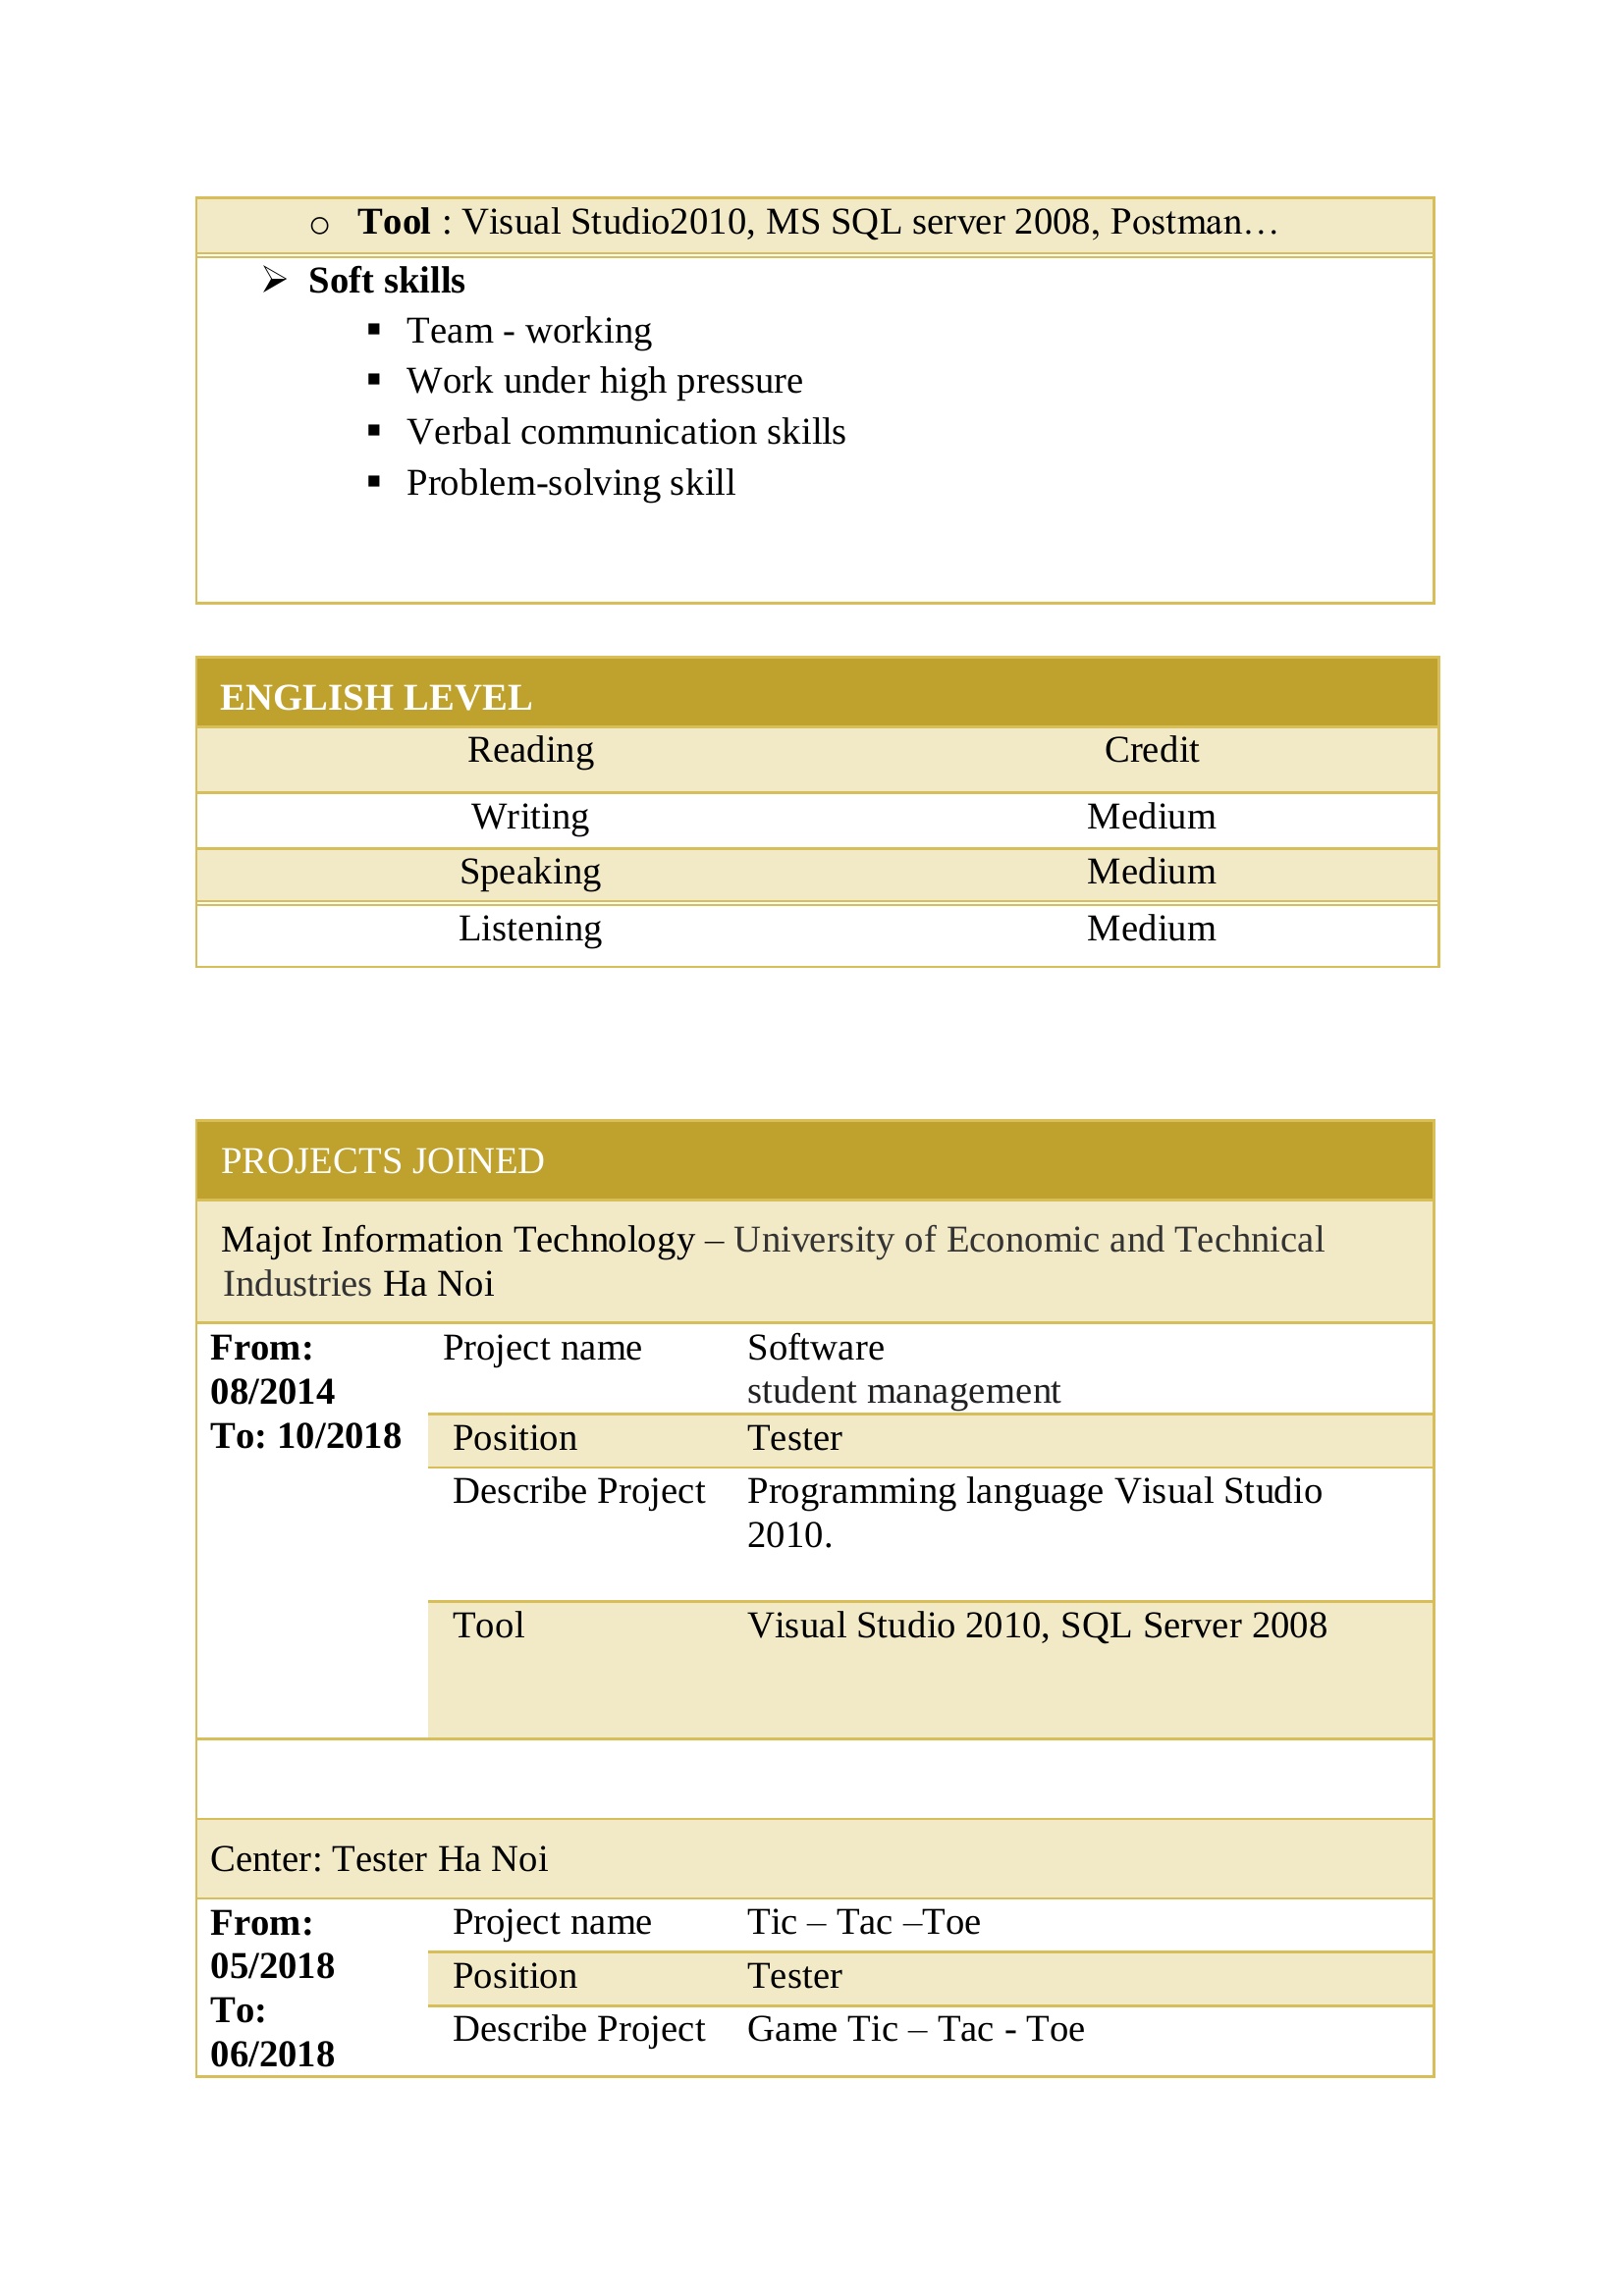 ○ Tool : Visual Studio2010, MS SQL server 2008, Postman…
➢ Soft skills
▪ Team - working
▪ Work under high pressure
▪ Verbal communication skills
▪ Problem-solving skill
ENGLISH LEVEL
Reading Credit
Writing Medium
Speaking Medium
Listening Medium
PROJECTS JOINED
Majot Information Technology – University of Economic and Technical
Industries Ha Noi
From:
08/2014
To: 10/2018
Project name
Software
student management
Position Tester
Describe Project
Programming language Visual Studio
2010.
Tool Visual Studio 2010, SQL Server 2008
Center: Tester Ha Noi
From:
05/2018
To:
06/2018
Project name Tic – Tac –Toe
Position Tester
Describe Project Game Tic – Tac - Toe